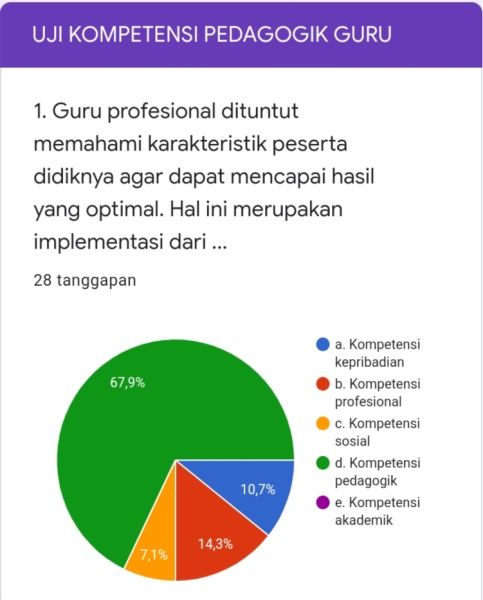 UJI KOMPETENSI PEDAGOGIK GURU
1. Guru profesional dituntut
memahami karakteristik peserta
didiknya agar dapat mencapai hasil
yang optimal. Hal ini merupakan
implementasi dari ...
28 tanggapan
67,9%
10,7%
14,3%
7,1%
a. Kompetensi
kepribadian
b. Kompetensi
profesional
c. Kompetensi
sosial
d. Kompetensi
pedagogik
e. Kompetensi
akademik